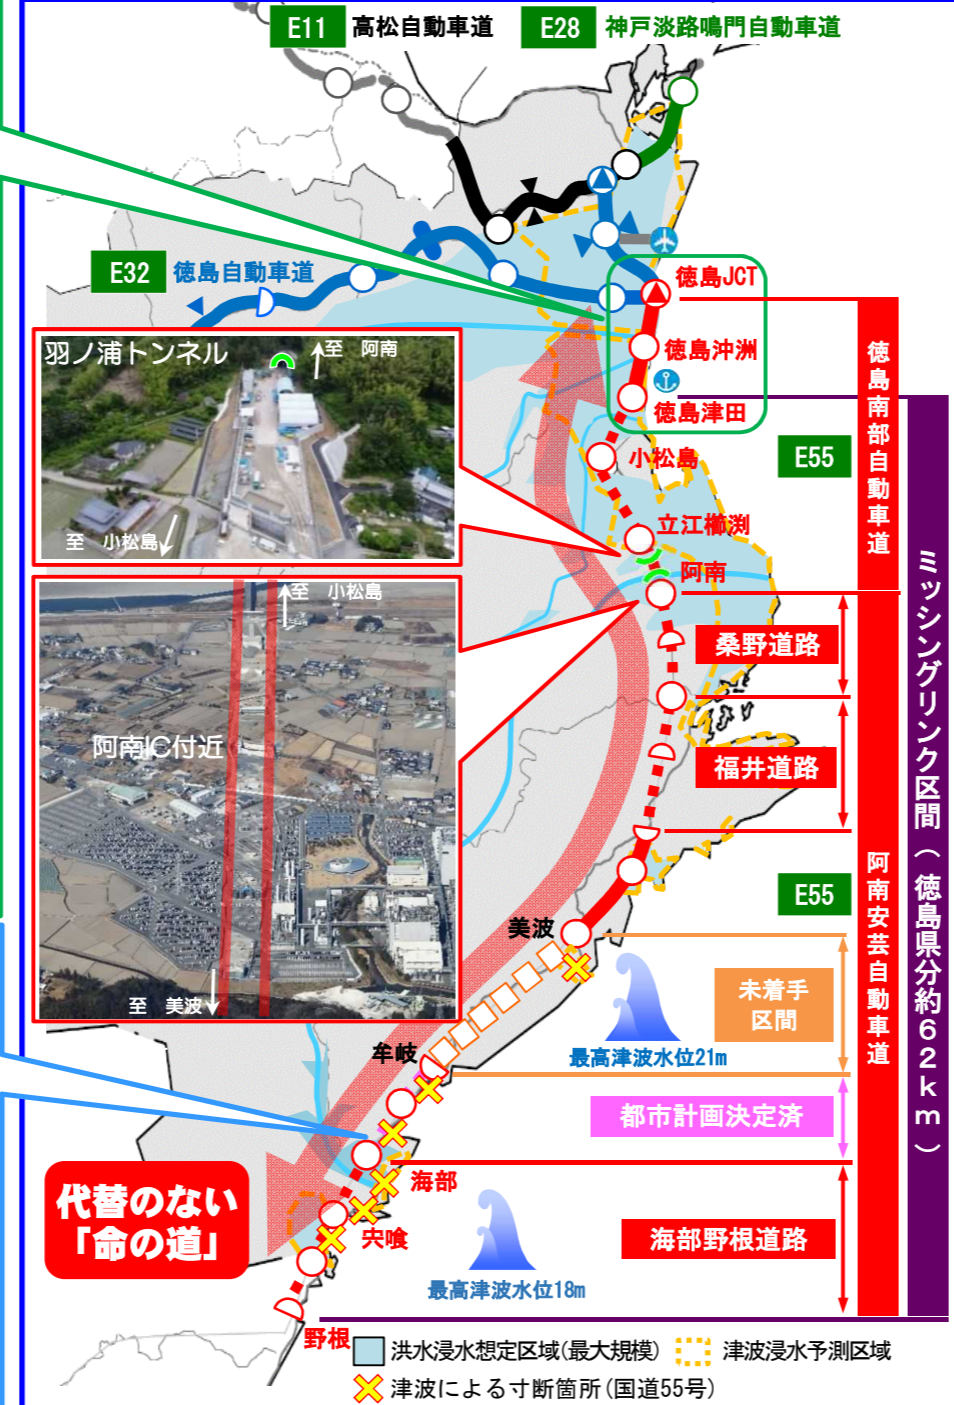 E11 高松自動車道
E28 神戸淡路鳴門自動車道
E32 徳島自動車道
徳島JCT
徳島沖洲
徳島津田
小松島
立江櫛渕
阿南
羽ノ浦トンネル
至 阿南
至 小松島
至 小松島
阿南IC付近
至 美波
徳島南部自動車道
E55
桑野道路
福井道路
E55
阿南安芸自動車道
ミッシングリンク区間(徳島県分約62km)
美波
未着手
区間
最高津波水位21m
牟岐
都市計画決定済
海部
宍喰
海部野根道路
最高津波水位18m
代替のない
「命の道」
野根
洪水浸水想定区域(最大規模)
津波浸水予測区域
津波による寸断箇所(国道55号)